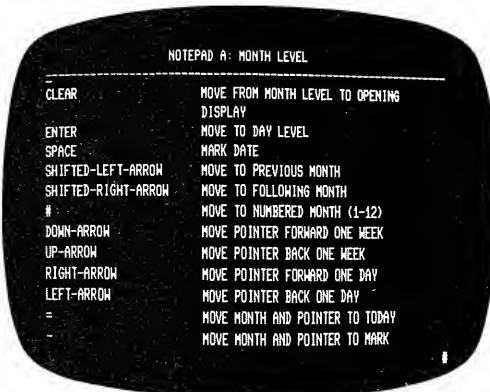 NOTEPAD A: MONTH LEVEL
CLEAR MOVE FROM MONTH LEVEL TO OPENING
DISPLAY
ENTER MOVE TO DAY LEVEL
SPACE MARK DATE
SHIFTED-LEFT-ARROW MOVE TO PREVIOUS MONTH
SHIFTED-RIGHT-ARROW MOVE TO FOLLOWING MONTH
# MOVE TO NUMBERED MONTH (1-12)
DOWN-ARROW MOVE POINTER FORWARD ONE WEEK
UP-ARROW MOVE POINTER BACK ONE WEEK
RIGHT-ARROW MOVE POINTER FORWARD ONE DAY
LEFT-ARROW MOVE POINTER BACK ONE DAY
= MOVE MONTH AND POINTER TO TODAY
- MOVE MONTH AND POINTER TO MARK
#